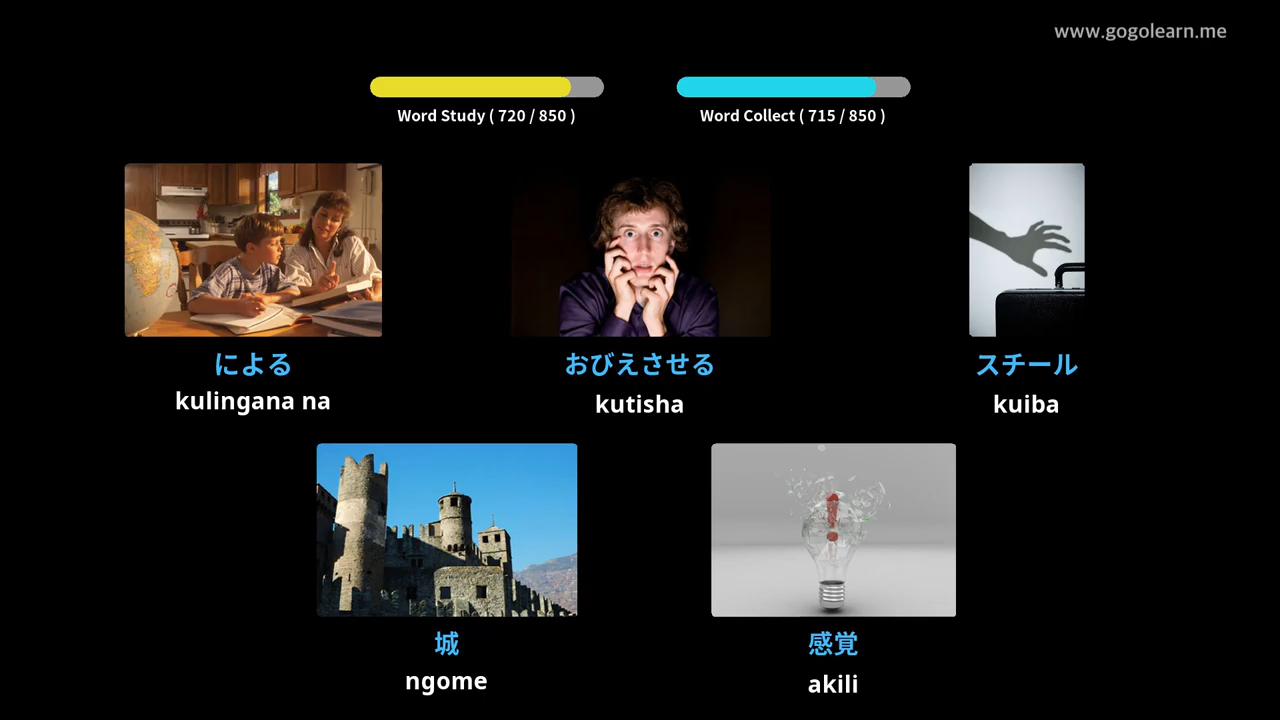 www.gogolearn.me
Word Study ( 720 / 850 )
Word Collect ( 715 / 850 )
による
kulingana na
おびえさせる
kutisha
スチール
kuiba
城
ngome
感覚
akili